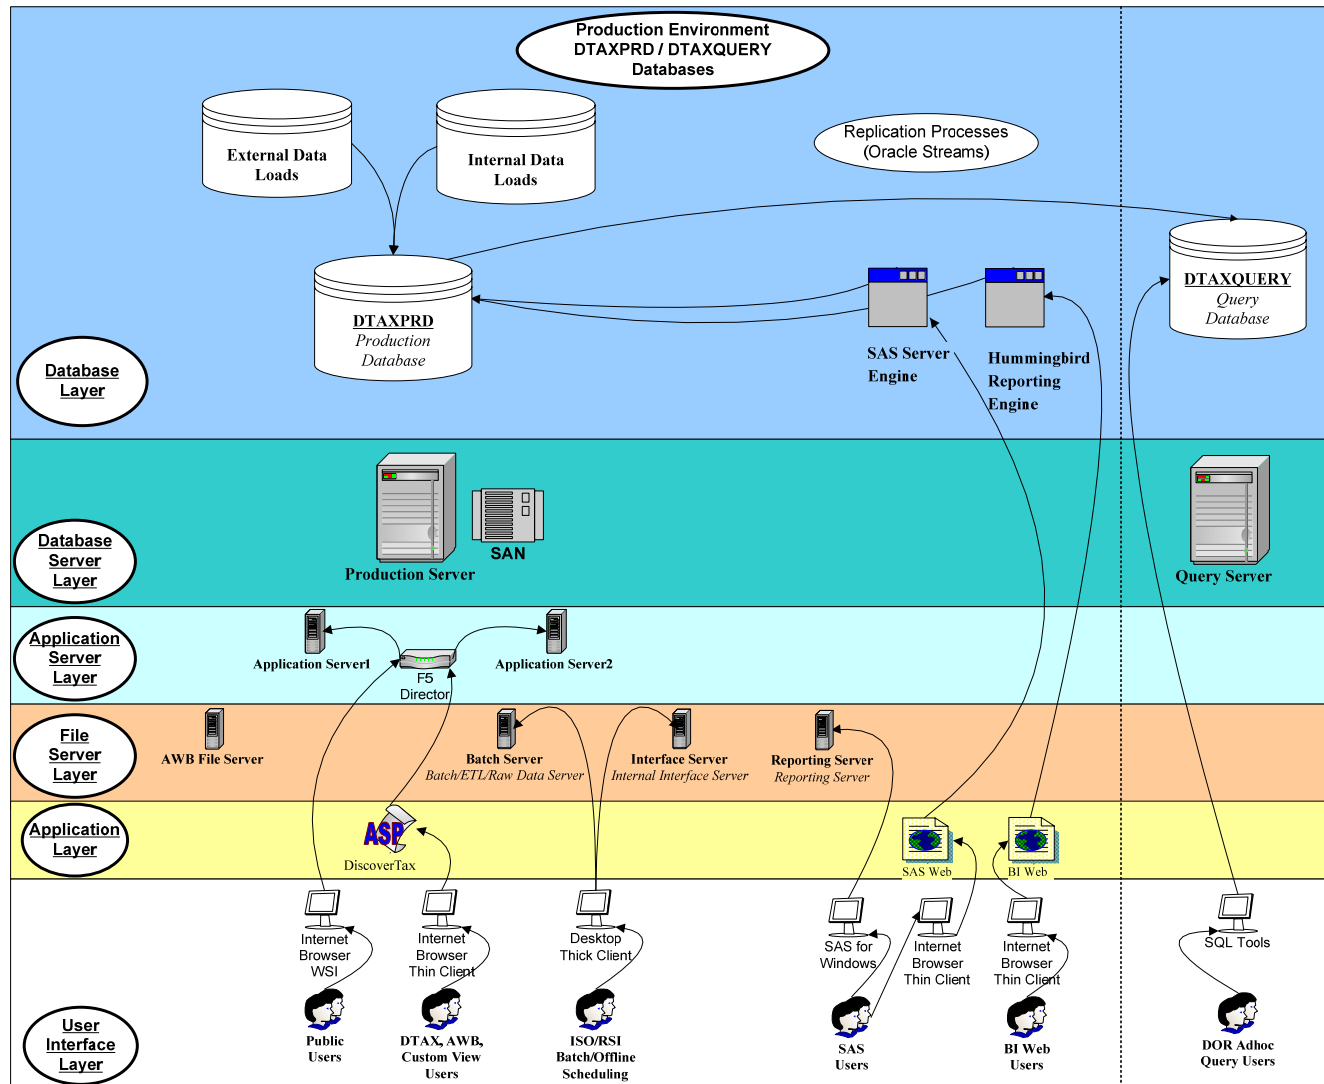 Production Environment
DTAXPRD / DTAXQUERY
Databases
External Data
Loads
Internal Data
Loads
Replication Processes
(Oracle Streams)
DTAXPRD
Production
Database
DTAXQUERY
Query
Database
SAS Server
Engine
Hummingbird
Reporting
Engine
Database
Layer
Database
Server
Layer
Production Server
SAN
Query Server
Application
Server
Layer
Application Server1
F5
Director
Application Server2
File
Server
Layer
AWB File Server
Batch Server
Batch/ETL/Raw Data Server
Interface Server
Internal Interface Server
Reporting Server
Reporting Server
Application
Layer
ASP
DiscoverTax
SAS Web
BI Web
Internet
Browser
WSI
Internet
Browser
Thin Client
Desktop
Thick Client
SAS for
Windows
Internet
Browser
Thin Client
Internet
Browser
Thin Client
SQL Tools
User
Interface
Layer
Public
Users
DTAX, AWB,
Custom View
Users
ISO/RSI
Batch/Offline
Scheduling
SAS
Users
BI Web
Users
DOR Adhoc
Query Users